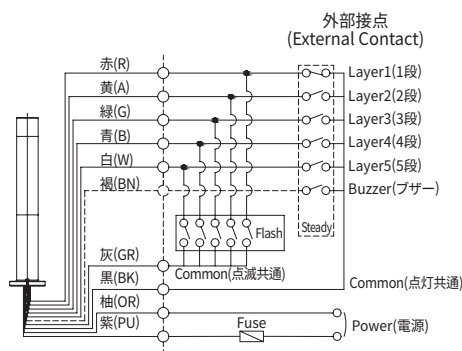 外部接点
(External Contact)
赤(R)
Layer1(1段)
黄(A)
Layer2(2段)
緑(G)
Layer3(3段)
青(B)
Layer4(4段)
白(W)
Layer5(5段)
褐(BN)
Buzzer(ブザー)
Flash
Steady
灰(GR)
Common(点滅共通)
黒(BK)
Common(点灯共通)
柚(OR)
紫(PU)
Fuse
Power(電源)